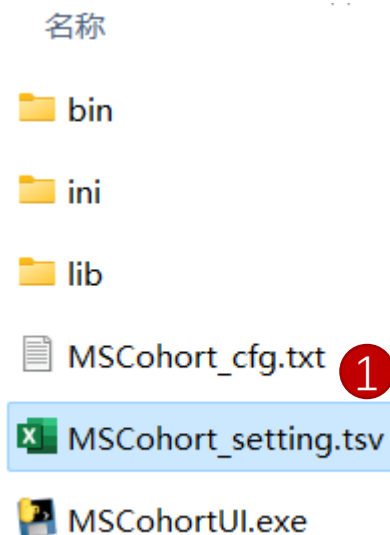 名称
bin
ini
lib
MSCohort_cfg.txt
1
MSCohort_setting.tsv
MSCohortUI.exe